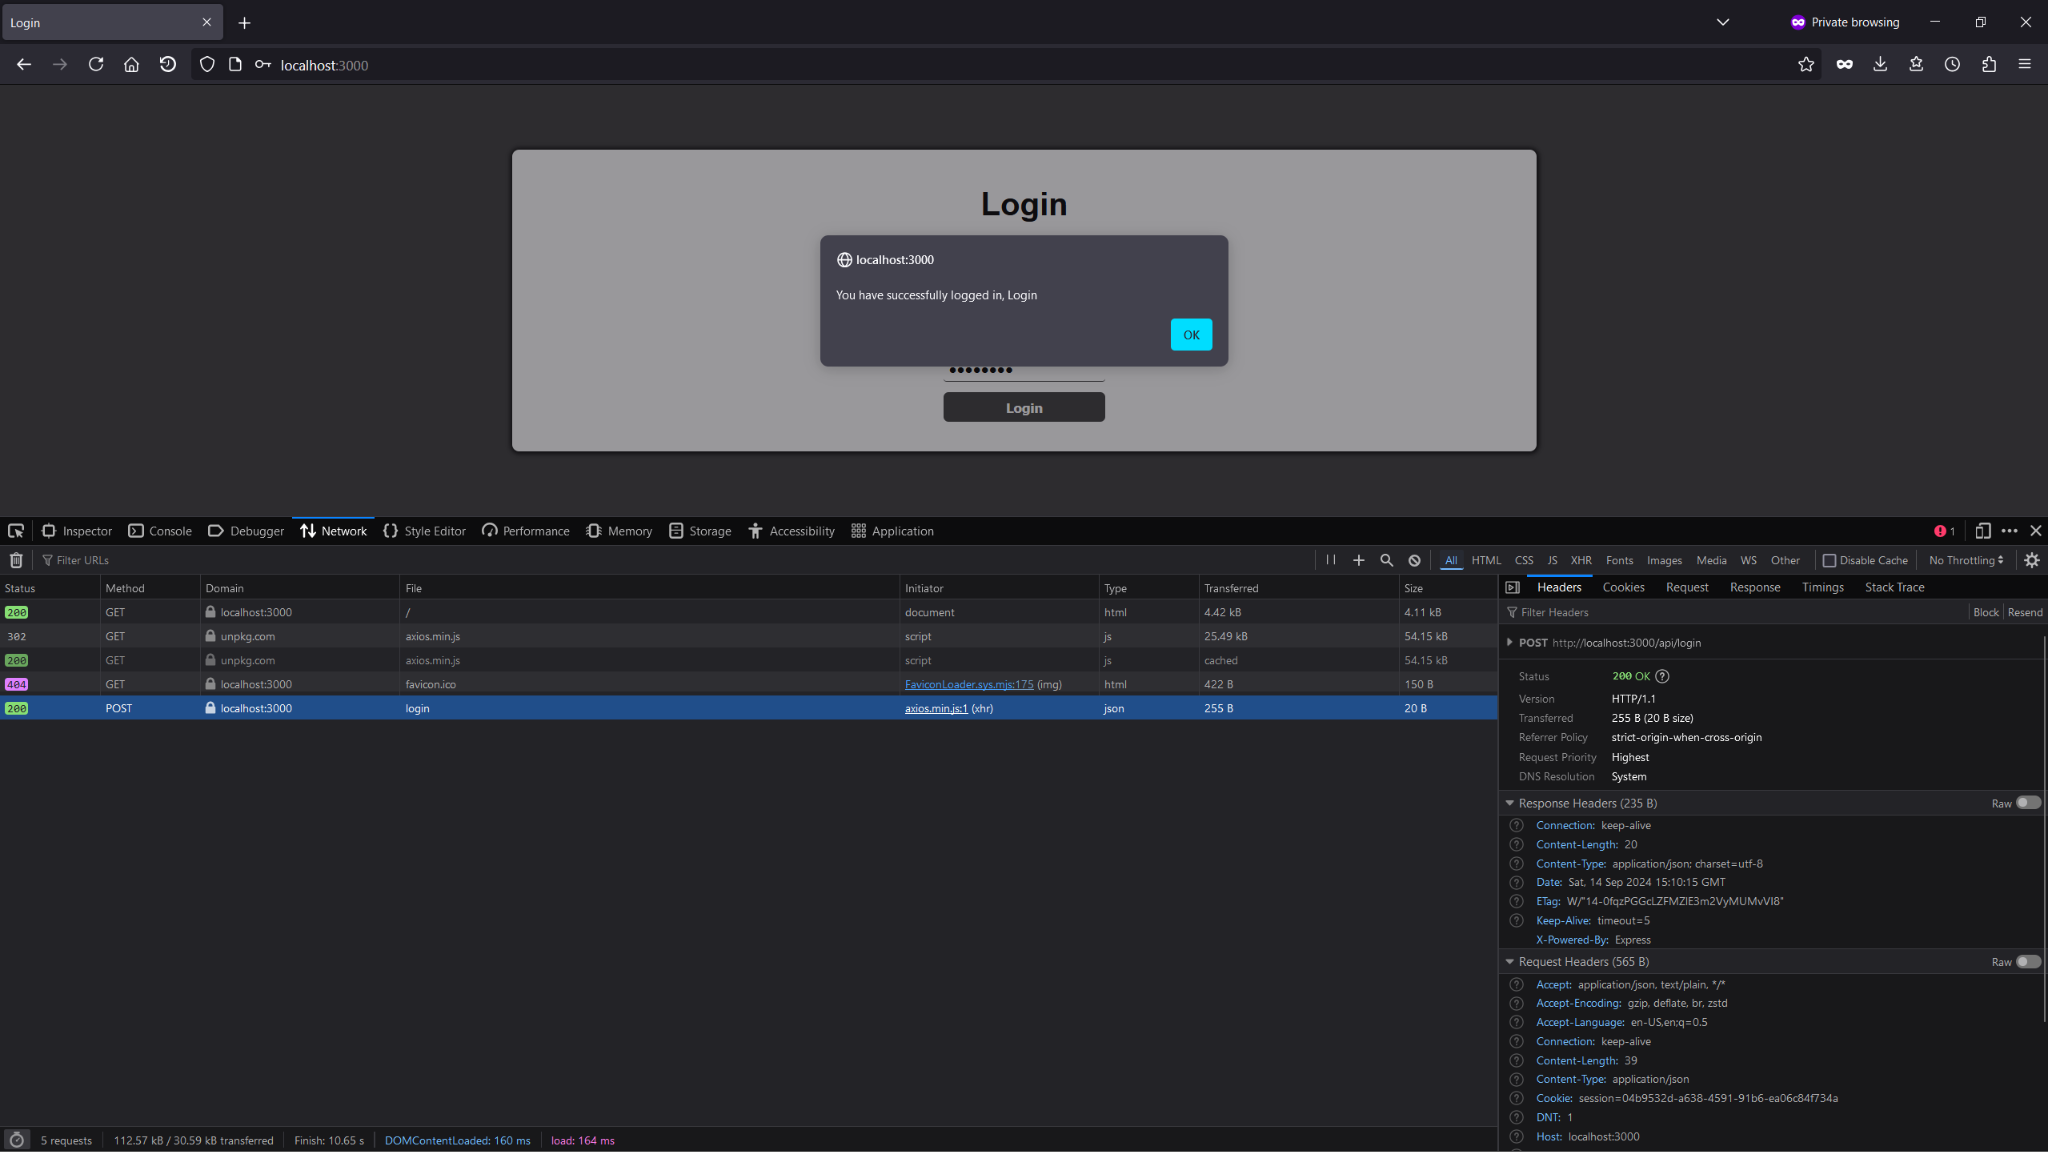 Login
Private browsing
localhost:3000
Login
localhost:3000
You have successfully logged in, Login
OK
Login
Inspector Console Debugger Network Style Editor Performance Memory Storage Accessibility Application 1
Filter URLs All HTML CSS JS XHR Fonts Images Media WS Other Disable Cache No Throttling
Status Method Domain File Initiator Type Transferred Size
200 GET localhost:3000 / document html 4.42 kB 4.11 kB
302 GET unpkg.com axios.min.js script js 25.49 kB 54.15 kB
200 GET unpkg.com axios.min.js script js cached 54.15 kB
404 GET localhost:3000 favicon.ico FaviconLoader.sys.mjs:175 (img) html 422 B 150 B
200 POST localhost:3000 login axios.min.js:1 (xhr) json 255 B 20 B
Headers Cookies Request Response Timings Stack Trace
Filter Headers Block Resend
POST http://localhost:3000/api/login
Status 200 OK
Version HTTP/1.1
Transferred 255 B (20 B size)
Referrer Policy strict-origin-when-cross-origin
Request Priority Highest
DNS Resolution System
Response Headers (235 B) Raw
Connection: keep-alive
Content-Length: 20
Content-Type: application/json; charset=utf-8
Date: Sat, 14 Sep 2024 15:10:15 GMT
ETag: W/"14-0fqzPGGcLZFMZlE3m2VyMUMvVI8"
Keep-Alive: timeout=5
X-Powered-By: Express
Request Headers (565 B) Raw
Accept: application/json, text/plain, */*
Accept-Encoding: gzip, deflate, br, zstd
Accept-Language: en-US,en;q=0.5
Connection: keep-alive
Content-Length: 39
Content-Type: application/json
Cookie: session=04b9532d-a638-4591-91b6-ea06c84f734a
DNT: 1
Host: localhost:3000
5 requests 112.57 kB / 30.59 kB transferred Finish: 10.65 s DOMContentLoaded: 160 ms load: 164 ms